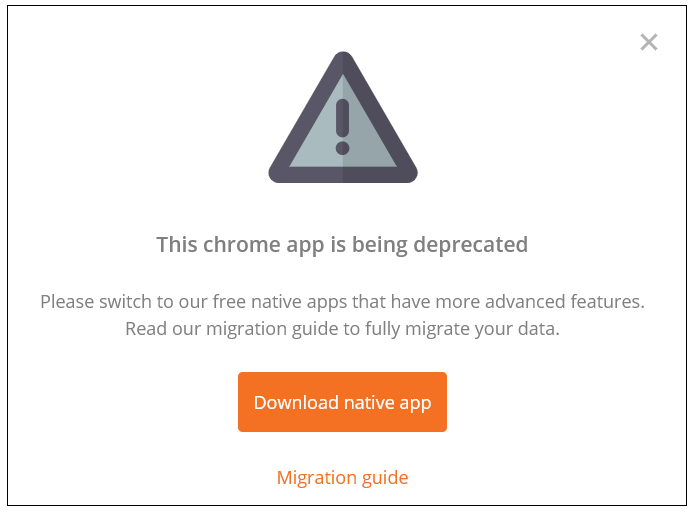 This chrome app is being deprecated
Please switch to our free native apps that have more advanced features.
Read our migration guide to fully migrate your data.
Download native app
Migration guide